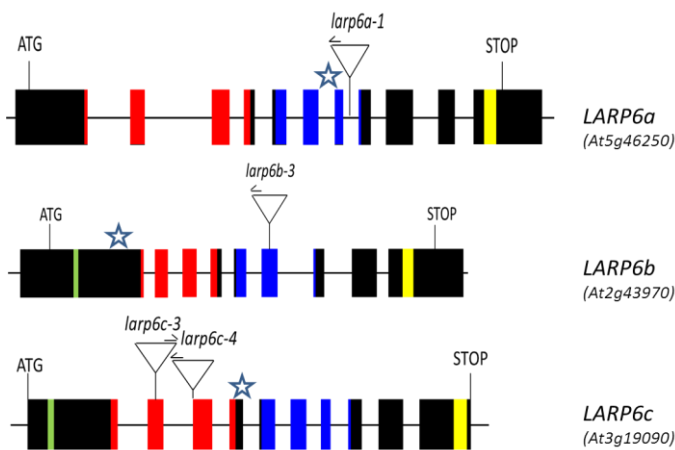 larp6a-1
ATG
STOP
LARP6a
(At5g46250)
larp6b-3
ATG
STOP
LARP6b
(At2g43970)
larp6c-3
larp6c-4
ATG
STOP
LARP6c
(At3g19090)